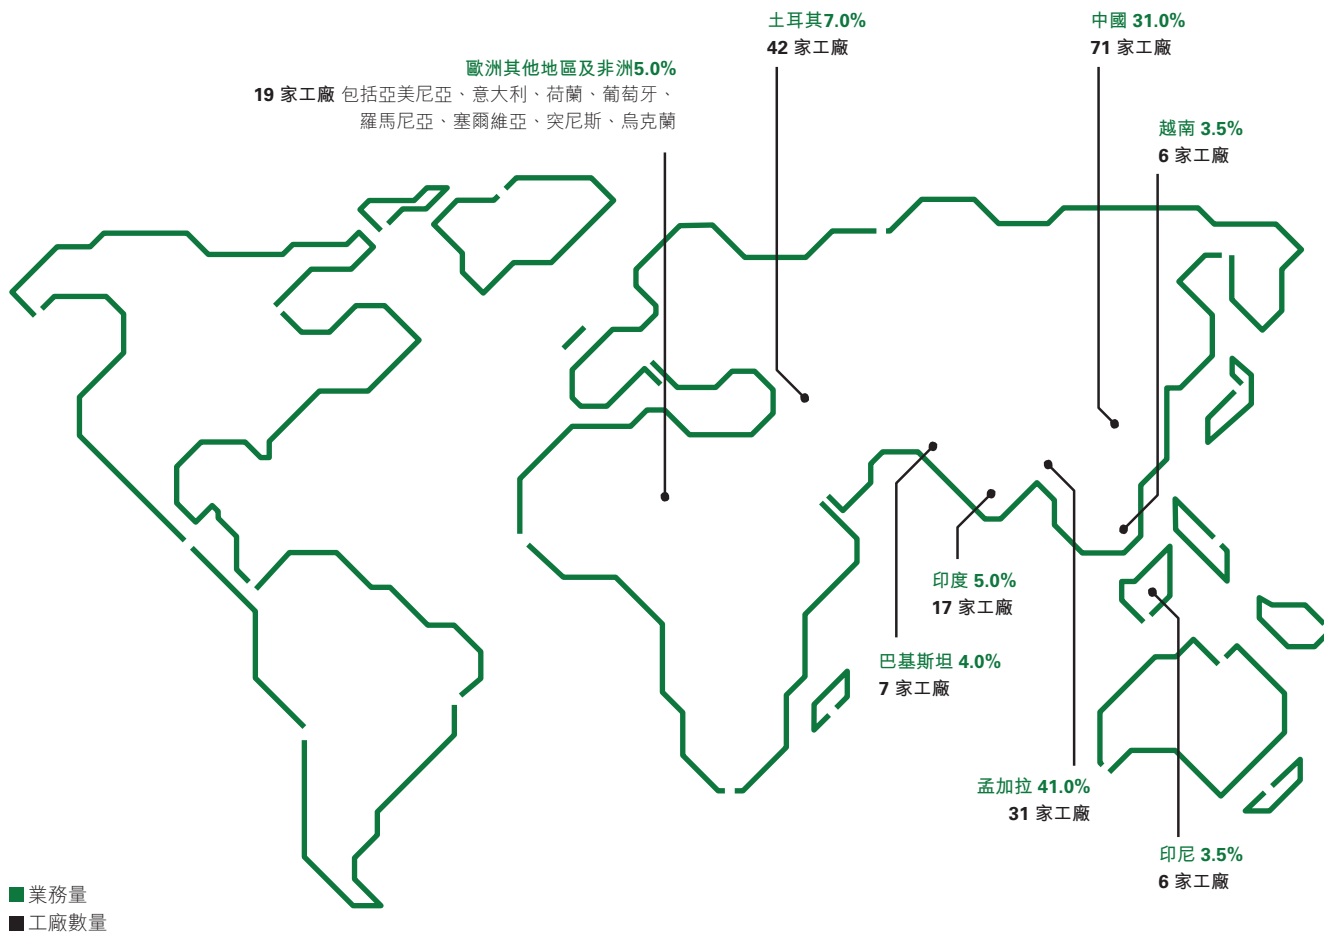 土耳其7.0%
42 家工廠
中國 31.0%
71 家工廠
歐洲其他地區及非洲5.0%
19 家工廠 包括亞美尼亞、意大利、荷蘭、葡萄牙、
羅馬尼亞、塞爾維亞、突尼斯、烏克蘭
越南 3.5%
6 家工廠
印度 5.0%
17 家工廠
巴基斯坦 4.0%
7 家工廠
孟加拉 41.0%
31 家工廠
印尼 3.5%
6 家工廠
業務量
工廠數量